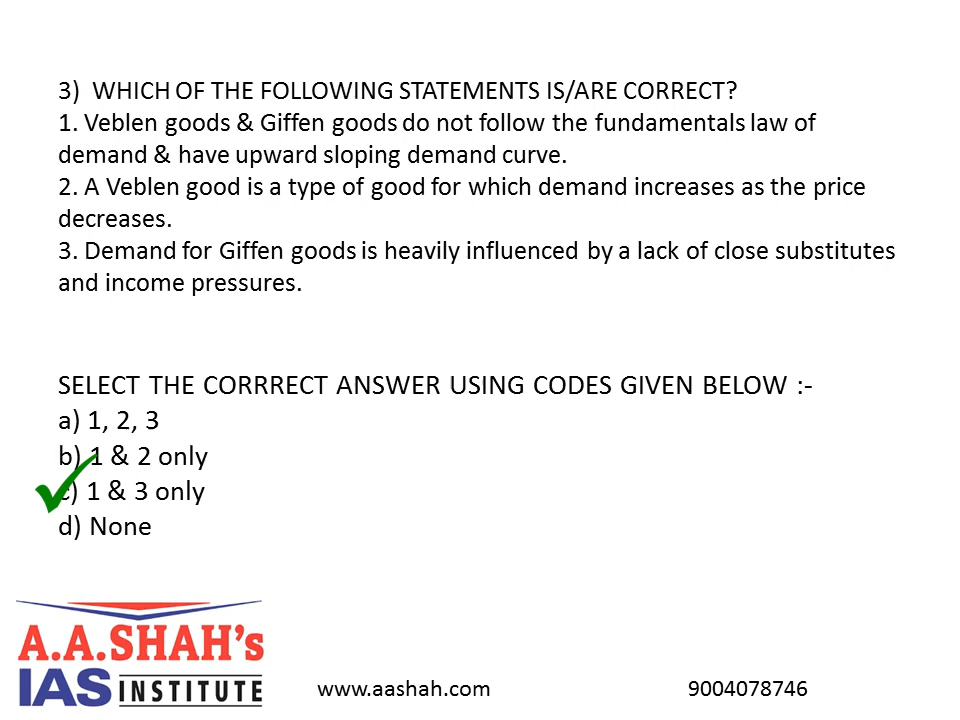 3) WHICH OF THE FOLLOWING STATEMENTS IS/ARE CORRECT?
1. Veblen goods & Giffen goods do not follow the fundamentals law of
demand & have upward sloping demand curve.
2. A Veblen good is a type of good for which demand increases as the price
decreases.
3. Demand for Giffen goods is heavily influenced by a lack of close substitutes
and income pressures.
SELECT THE CORRRECT ANSWER USING CODES GIVEN BELOW :-
a) 1, 2, 3
b) 1 & 2 only
c) 1 & 3 only
d) None
A.A.SHAH's
IAS INSTITUTE
www.aashah.com 9004078746